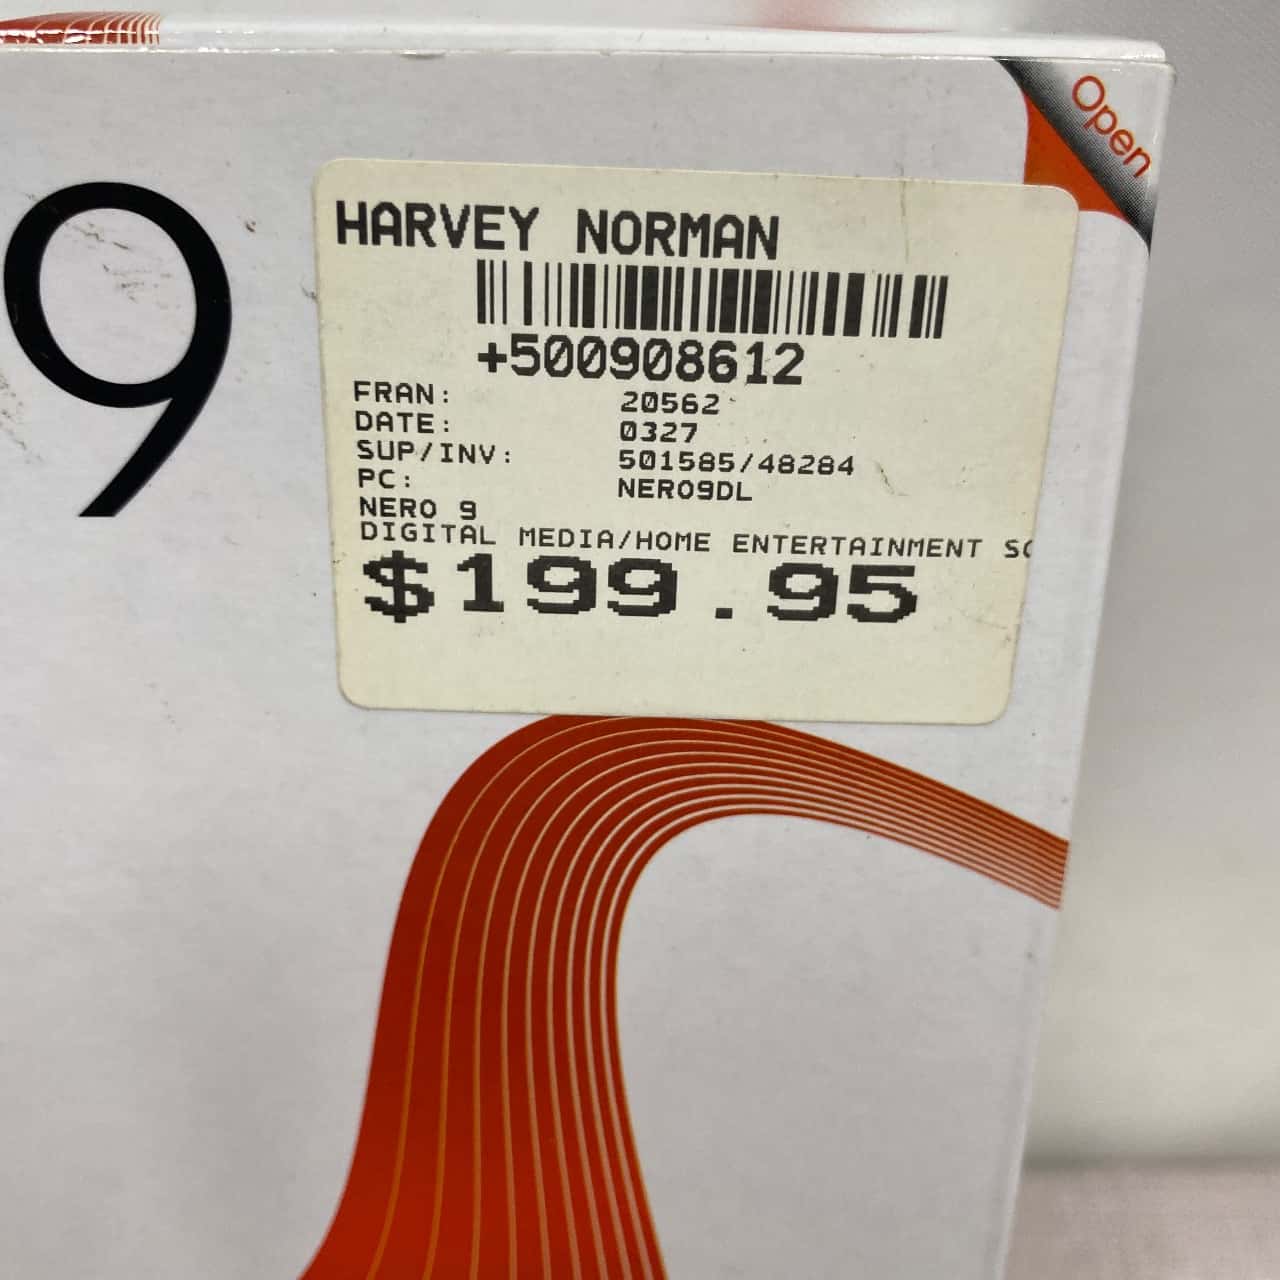 Open
9
HARVEY NORMAN
+500908612
FRAN: 20562
DATE: 0327
SUP/INV: 501585/48284
PC: NERO9DL
NERO 9
DIGITAL MEDIA/HOME ENTERTAINMENT SO
$199.95